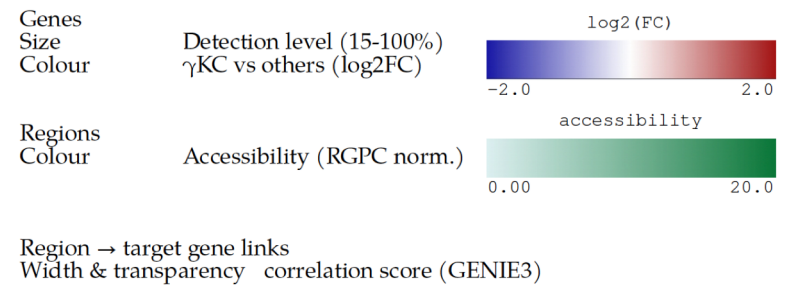 Genes
Size Detection level (15-100%)
Colour γKC vs others (log2FC)
log2(FC)
-2.0 2.0
Regions
Colour Accessibility (RGPC norm.)
accessibility
0.00 20.0
Region → target gene links
Width & transparency correlation score (GENIE3)